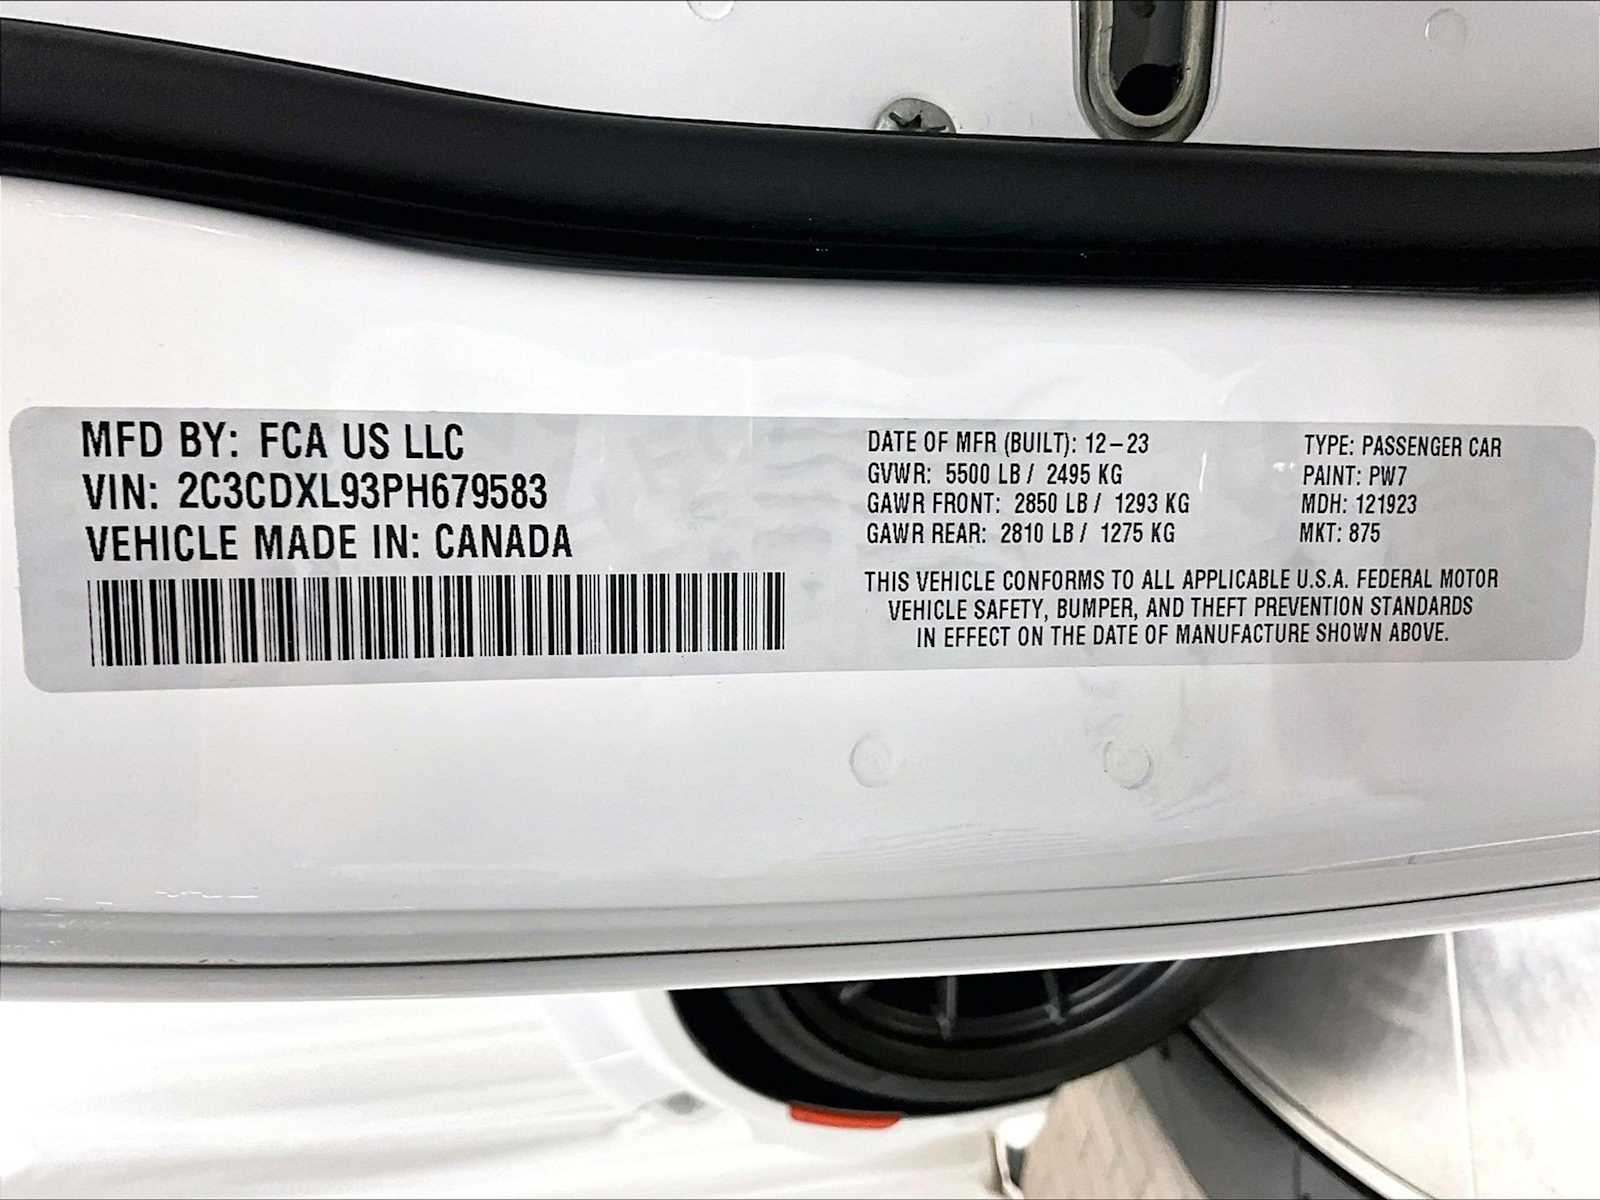 MFD BY: FCA US LLC
VIN: 2C3CDXL93PH679583
VEHICLE MADE IN: CANADA
DATE OF MFR (BUILT): 12-23
GVWR: 5500 LB / 2495 KG
GAWR FRONT: 2850 LB / 1293 KG
GAWR REAR: 2810 LB / 1275 KG
TYPE: PASSENGER CAR
PAINT: PW7
MDH: 121923
MKT: 875
THIS VEHICLE CONFORMS TO ALL APPLICABLE U.S.A. FEDERAL MOTOR
VEHICLE SAFETY, BUMPER, AND THEFT PREVENTION STANDARDS
IN EFFECT ON THE DATE OF MANUFACTURE SHOWN ABOVE.